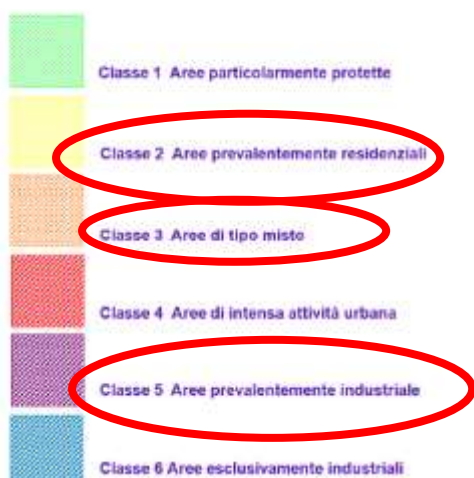 Classe 1 Aree particolarmente protette
Classe 2 Aree prevalentemente residenziali
Classe 3 Aree di tipo misto
Classe 4 Aree di intensa attività urbana
Classe 5 Aree prevalentemente industriale
Classe 6 Aree esclusivamente industriali